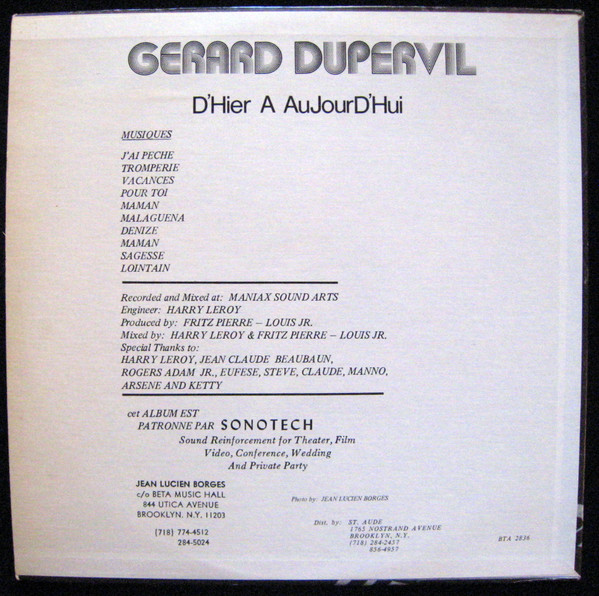 GERARD DUPERVIL
D'Hier A AuJourD'Hui
MUSIQUES
J'AI PECHE
TROMPERIE
VACANCES
POUR TOI
MAMAN
MALAGUENA
DENIZE
MAMAN
SAGESSE
LOINTAIN
Recorded and Mixed at: MANIAX SOUND ARTS
Engineer: HARRY LEROY
Produced by: FRITZ PIERRE – LOUIS JR.
Mixed by: HARRY LEROY & FRITZ PIERRE – LOUIS JR.
Special Thanks to:
HARRY LEROY, JEAN CLAUDE BEAUBAUN,
ROGERS ADAM JR., EUFESE, STEVE, CLAUDE, MANNO,
ARSENE AND KETTY
cet ALBUM EST
PATRONNE PAR SONOTECH
Sound Reinforcement for Theater, Film
Video, Conference, Wedding
And Private Party
JEAN LUCIEN BORGES
c/o BETA MUSIC HALL
844 UTICA AVENUE
BROOKLYN. N.Y. 11203
(718) 774-4512
284-5024
Photo by: JEAN LUCIEN BORGES
Dist. by: ST. AUDE
1763 NOSTRAND AVENUE
BROOKLYN, N.Y.
(718) 284-2457
856-4957
BTA 2836